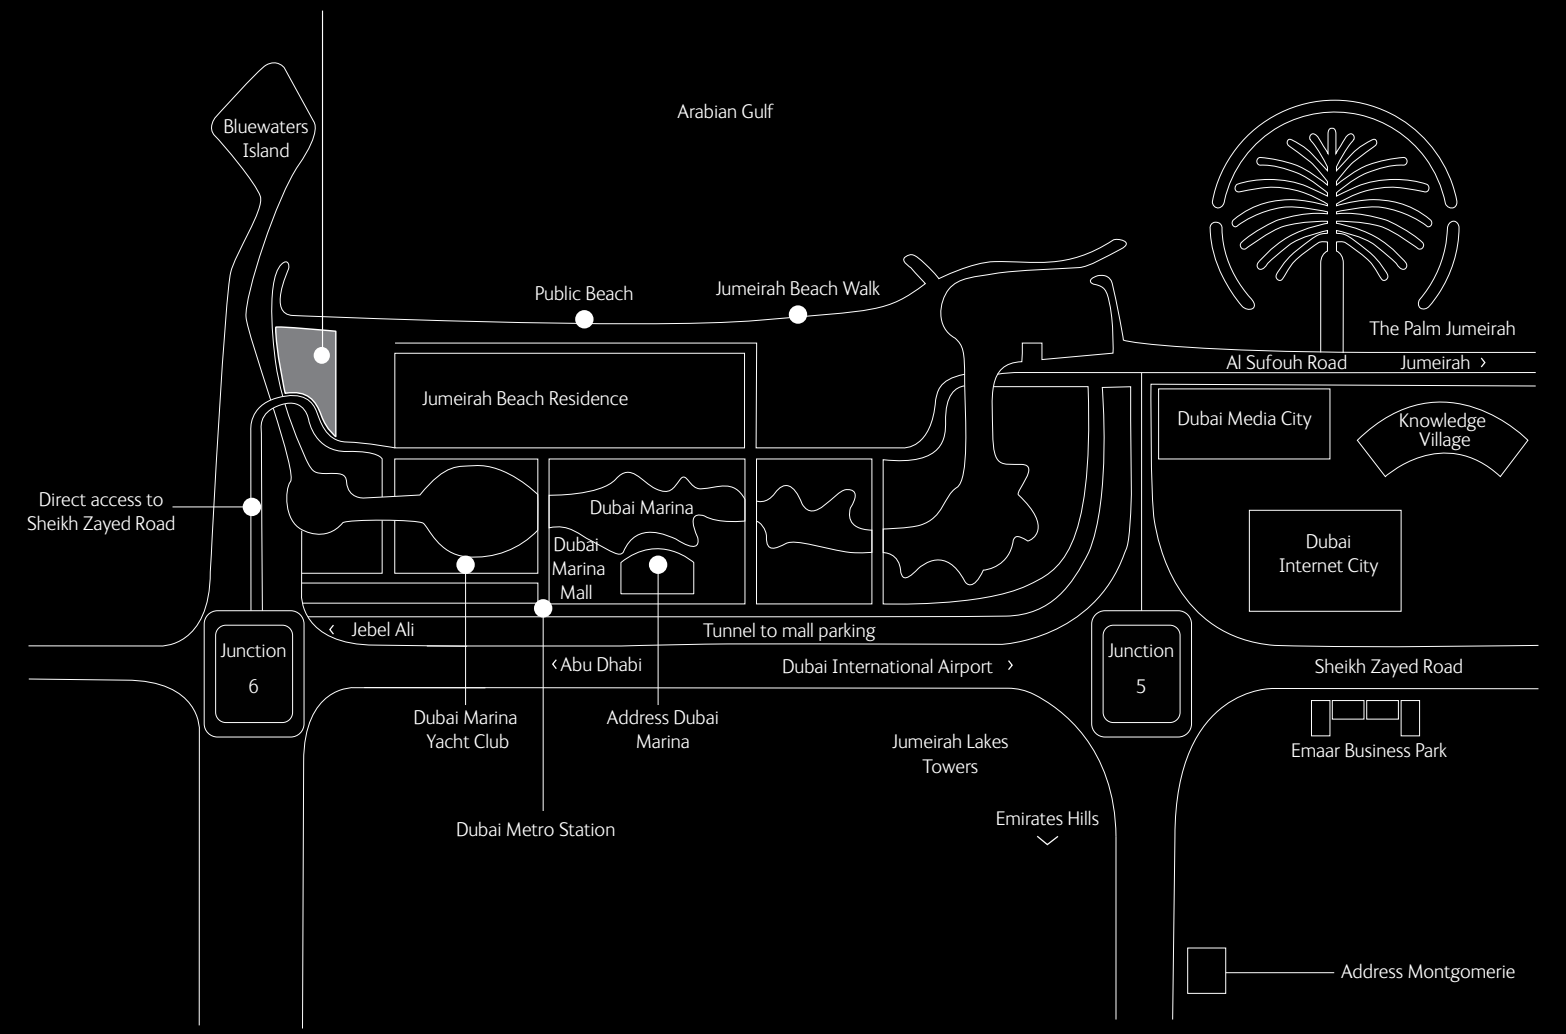 Arabian Gulf
Bluewaters
Island
Public Beach
Jumeirah Beach Walk
The Palm Jumeirah
Al Sufouh Road
Jumeirah >
Jumeirah Beach Residence
Dubai Media City
Knowledge
Village
Direct access to
Sheikh Zayed Road
Dubai Marina
Dubai
Marina
Mall
Dubai
Internet City
< Jebel Ali
Tunnel to mall parking
Junction
6
< Abu Dhabi
Dubai International Airport >
Junction
5
Sheikh Zayed Road
Dubai Marina
Yacht Club
Address Dubai
Marina
Jumeirah Lakes
Towers
Emaar Business Park
Dubai Metro Station
Emirates Hills
Address Montgomerie